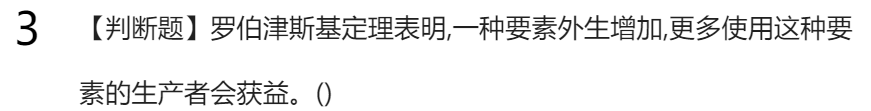 3 【判断题】罗伯津斯基定理表明,一种要素外生增加,更多使用这种要
素的生产者会获益。()